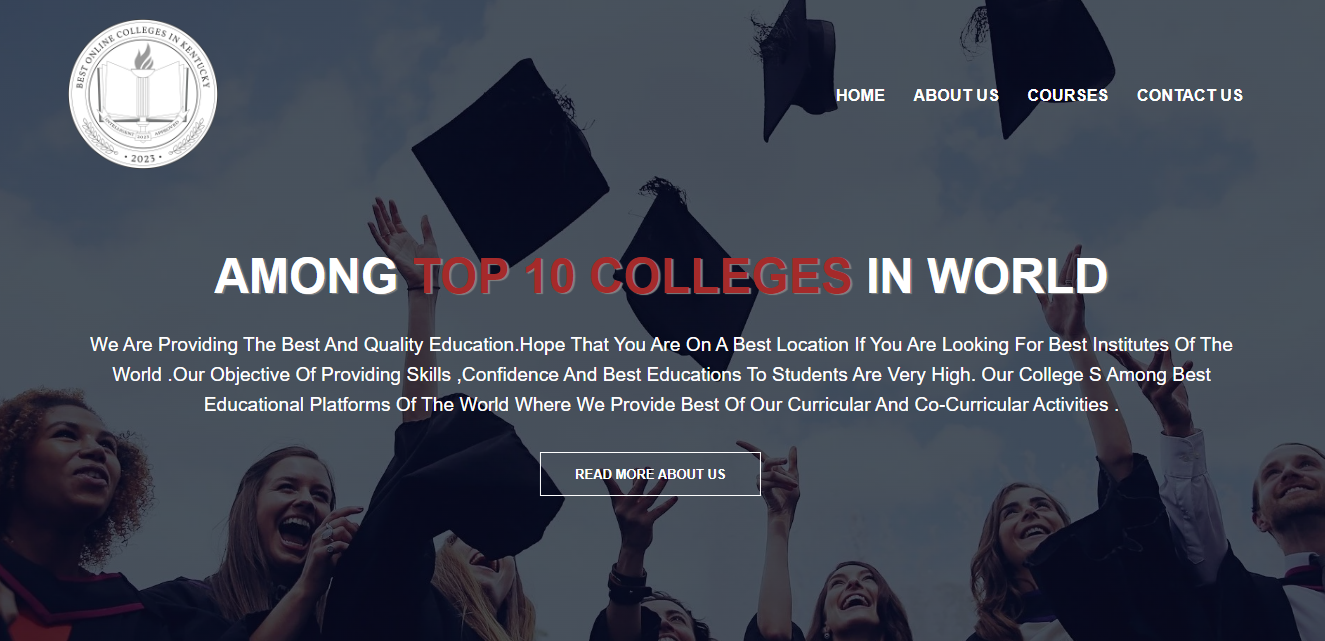 BEST ONLINE COLLEGES IN KENTUCKY
INTELLIGENT APPROVED
2023
• 2023 •
HOME ABOUT US COURSES CONTACT US
AMONG TOP 10 COLLEGES IN WORLD
We Are Providing The Best And Quality Education.Hope That You Are On A Best Location If You Are Looking For Best Institutes Of The
World .Our Objective Of Providing Skills ,Confidence And Best Educations To Students Are Very High. Our College S Among Best
Educational Platforms Of The World Where We Provide Best Of Our Curricular And Co-Curricular Activities .
READ MORE ABOUT US